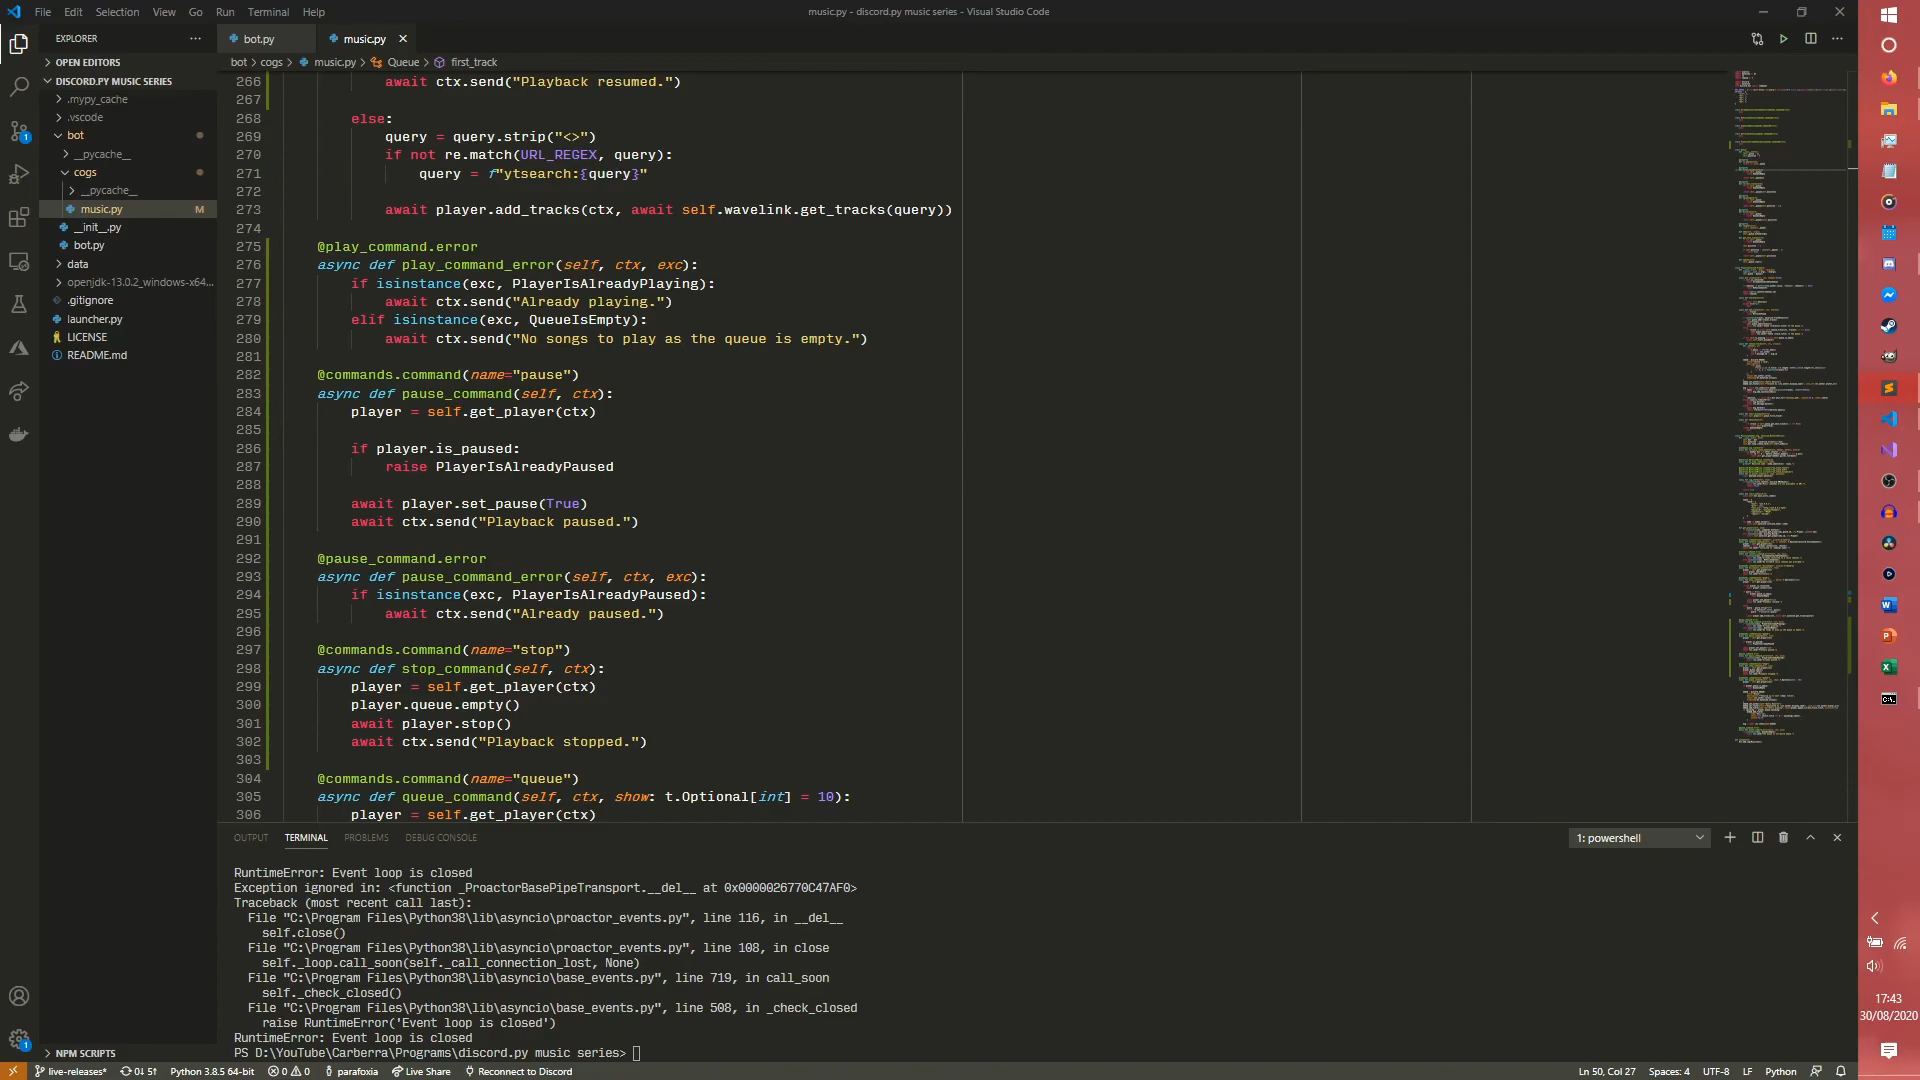 File Edit Selection View Go Run Terminal Help
music.py - discord.py music series - Visual Studio Code
EXPLORER
bot.py
music.py
OPEN EDITORS
bot > cogs > music.py > Queue > first_track
DISCORD.PY MUSIC SERIES
.mypy_cache
.vscode
bot
__pycache__
cogs
__pycache__
music.py M
__init__.py
bot.py
data
openjdk-13.0.2_windows-x64...
.gitignore
launcher.py
LICENSE
README.md
NPM SCRIPTS
266 await ctx.send("Playback resumed.")
267
268 else:
269 query = query.strip("<>")
270 if not re.match(URL_REGEX, query):
271 query = f"ytsearch:{query}"
272
273 await player.add_tracks(ctx, await self.wavelink.get_tracks(query))
274
275 @play_command.error
276 async def play_command_error(self, ctx, exc):
277 if isinstance(exc, PlayerIsAlreadyPlaying):
278 await ctx.send("Already playing.")
279 elif isinstance(exc, QueueIsEmpty):
280 await ctx.send("No songs to play as the queue is empty.")
281
282 @commands.command(name="pause")
283 async def pause_command(self, ctx):
284 player = self.get_player(ctx)
285
286 if player.is_paused:
287 raise PlayerIsAlreadyPaused
288
289 await player.set_pause(True)
290 await ctx.send("Playback paused.")
291
292 @pause_command.error
293 async def pause_command_error(self, ctx, exc):
294 if isinstance(exc, PlayerIsAlreadyPaused):
295 await ctx.send("Already paused.")
296
297 @commands.command(name="stop")
298 async def stop_command(self, ctx):
299 player = self.get_player(ctx)
300 player.queue.empty()
301 await player.stop()
302 await ctx.send("Playback stopped.")
303
304 @commands.command(name="queue")
305 async def queue_command(self, ctx, show: t.Optional[int] = 10):
306 player = self.get_player(ctx)
OUTPUT TERMINAL PROBLEMS DEBUG CONSOLE
1: powershell
RuntimeError: Event loop is closed
Exception ignored in: <function _ProactorBasePipeTransport.__del__ at 0x0000026770C47AF0>
Traceback (most recent call last):
File "C:\Program Files\Python38\lib\asyncio\proactor_events.py", line 116, in __del__
self.close()
File "C:\Program Files\Python38\lib\asyncio\proactor_events.py", line 108, in close
self._loop.call_soon(self._call_connection_lost, None)
File "C:\Program Files\Python38\lib\asyncio\base_events.py", line 719, in call_soon
self._check_closed()
File "C:\Program Files\Python38\lib\asyncio\base_events.py", line 508, in _check_closed
raise RuntimeError('Event loop is closed')
RuntimeError: Event loop is closed
PS D:\YouTube\Carberra\Programs\discord.py music series>
live-releases* 0↓ 5↑ Python 3.8.5 64-bit 0 0 parafoxia Live Share Reconnect to Discord
Ln 50, Col 27 Spaces: 4 UTF-8 LF Python
17:43
30/08/2020